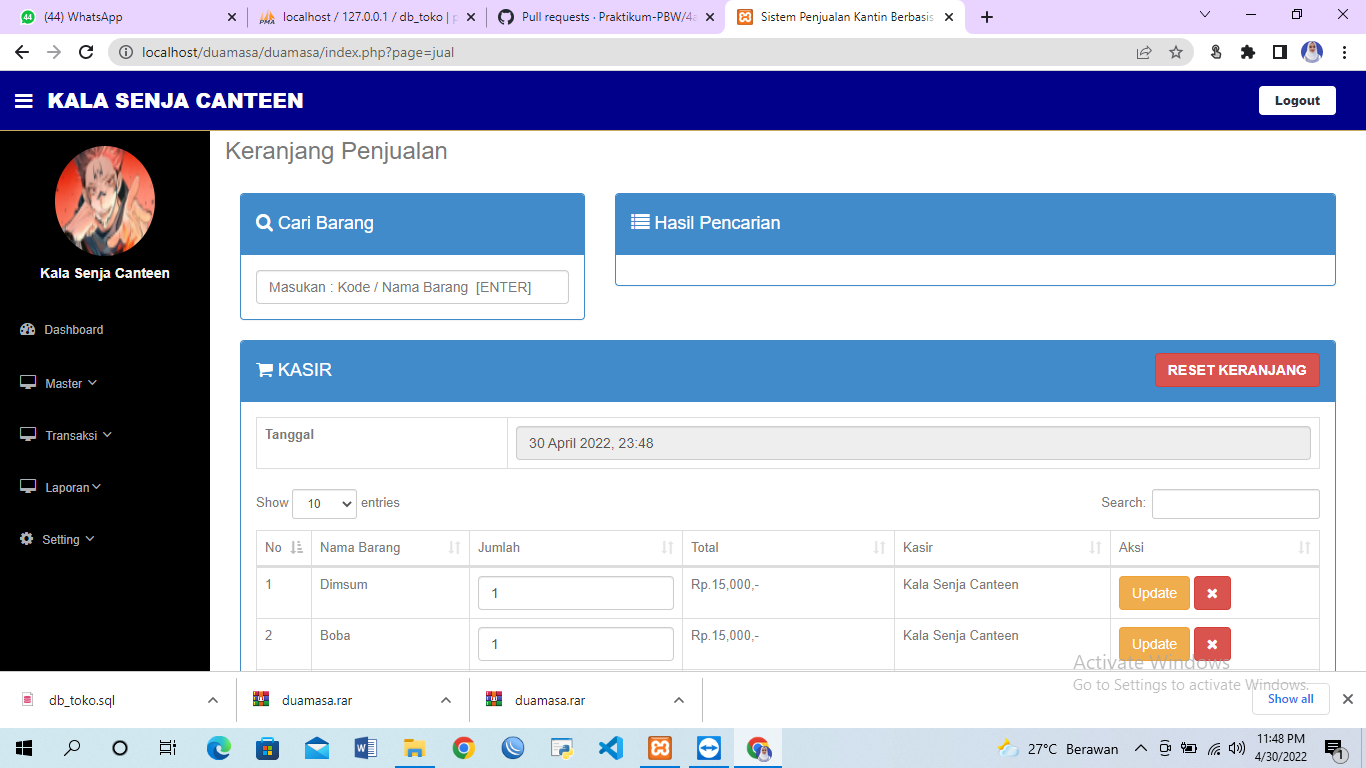 (44) WhatsApp
localhost / 127.0.0.1 / db_toko | p
Pull requests · Praktikum-PBW/4a
Sistem Penjualan Kantin Berbasis
localhost/duamasa/duamasa/index.php?page=jual
KALA SENJA CANTEEN
Logout
Kala Senja Canteen
Dashboard
Master
Transaksi
Laporan
Setting
Keranjang Penjualan
Cari Barang
Masukan : Kode / Nama Barang [ENTER]
Hasil Pencarian
KASIR
RESET KERANJANG
Tanggal
30 April 2022, 23:48
Show 10 entries
Search:
No Nama Barang Jumlah Total Kasir Aksi
1 Dimsum 1 Rp.15,000,- Kala Senja Canteen Update
2 Boba 1 Rp.15,000,- Kala Senja Canteen Update
Activate Windows
Go to Settings to activate Windows.
db_toko.sql
duamasa.rar
duamasa.rar
Show all
27°C Berawan
11:48 PM
4/30/2022
1